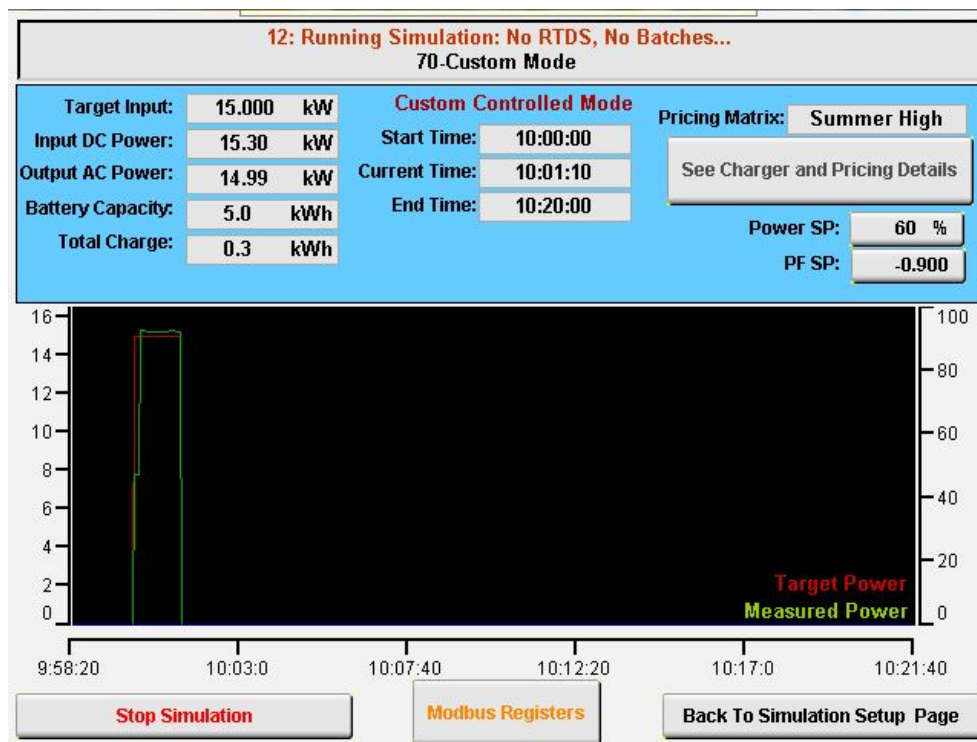 12: Running Simulation: No RTDS, No Batches...
70-Custom Mode
Target Input: 15.000 kW
Input DC Power: 15.30 kW
Output AC Power: 14.99 kW
Battery Capacity: 5.0 kWh
Total Charge: 0.3 kWh
Custom Controlled Mode
Start Time: 10:00:00
Current Time: 10:01:10
End Time: 10:20:00
Pricing Matrix: Summer High
See Charger and Pricing Details
Power SP: 60 %
PF SP: -0.900
16
14
12
10
8
6
4
2
0
100
80
60
40
20
0
Target Power
Measured Power
9:58:20 10:03:0 10:07:40 10:12:20 10:17:0 10:21:40
Stop Simulation
Modbus Registers
Back To Simulation Setup Page